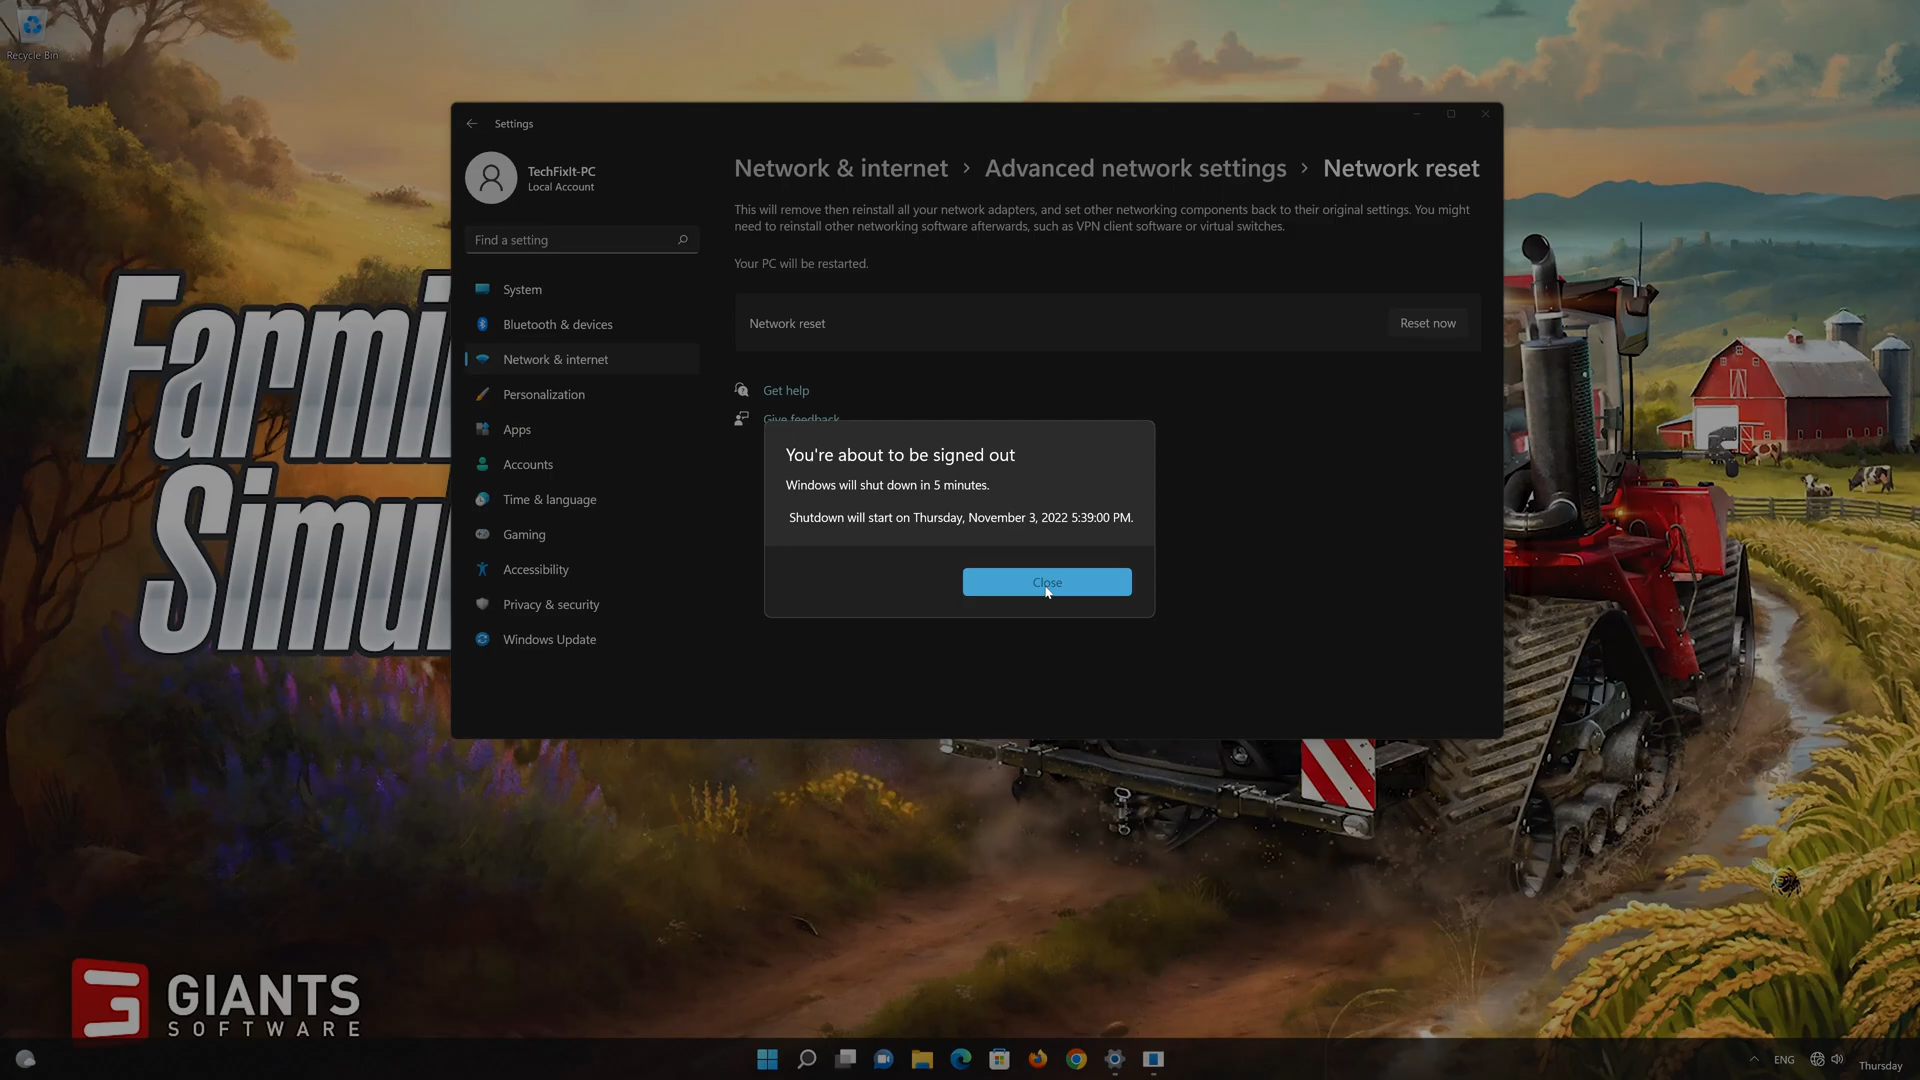 Recycle Bin
Settings
TechFixIt-PC
Local Account
Find a setting
System
Bluetooth & devices
Network & internet
Personalization
Apps
Accounts
Time & language
Gaming
Accessibility
Privacy & security
Windows Update
Network & internet > Advanced network settings > Network reset
This will remove then reinstall all your network adapters, and set other networking components back to their original settings. You might
need to reinstall other networking software afterwards, such as VPN client software or virtual switches.
Your PC will be restarted.
Network reset
Reset now
Get help
Give feedback
You're about to be signed out
Windows will shut down in 5 minutes.
Shutdown will start on Thursday, November 3, 2022 5:39:00 PM.
Close
Farmi
Simu
GIANTS
SOFTWARE
ENG
Thursday